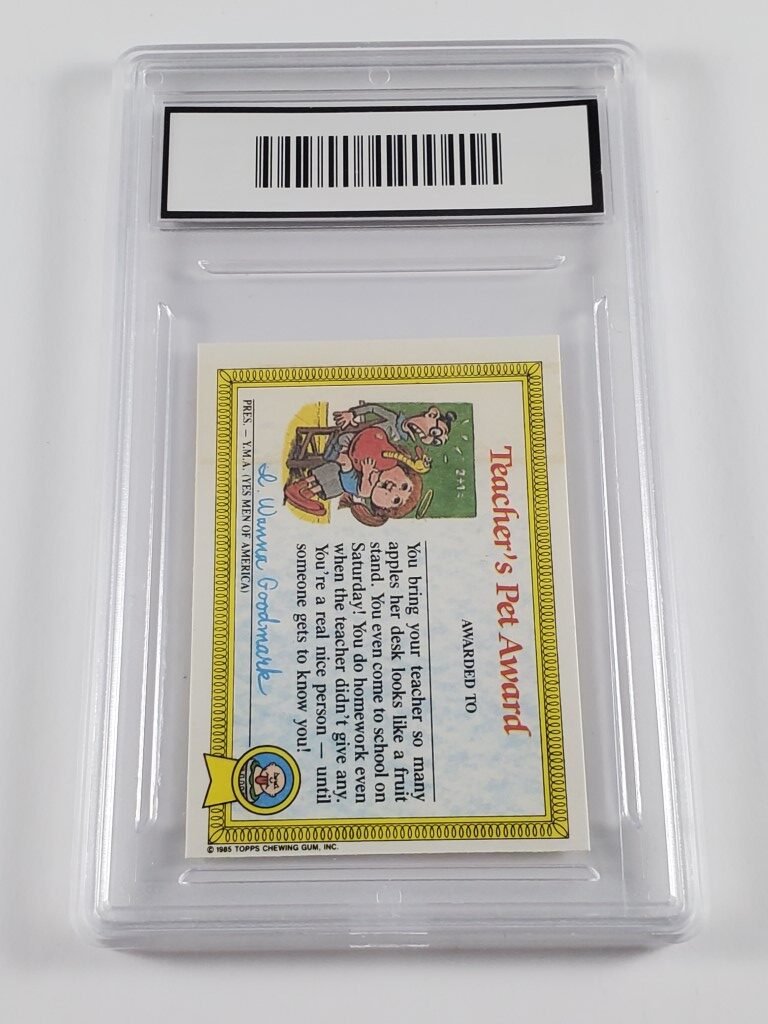 Teacher's Pet Award
AWARDED TO
2+1=
You bring your teacher so many
apples her desk looks like a fruit
stand. You even come to school on
Saturday! You do homework even
when the teacher didn't give any.
You're a real nice person — until
someone gets to know you!
I. Wanna Goodmark
PRES. — Y.M.A. (YES MEN OF AMERICA)
© 1985 TOPPS CHEWING GUM, INC.